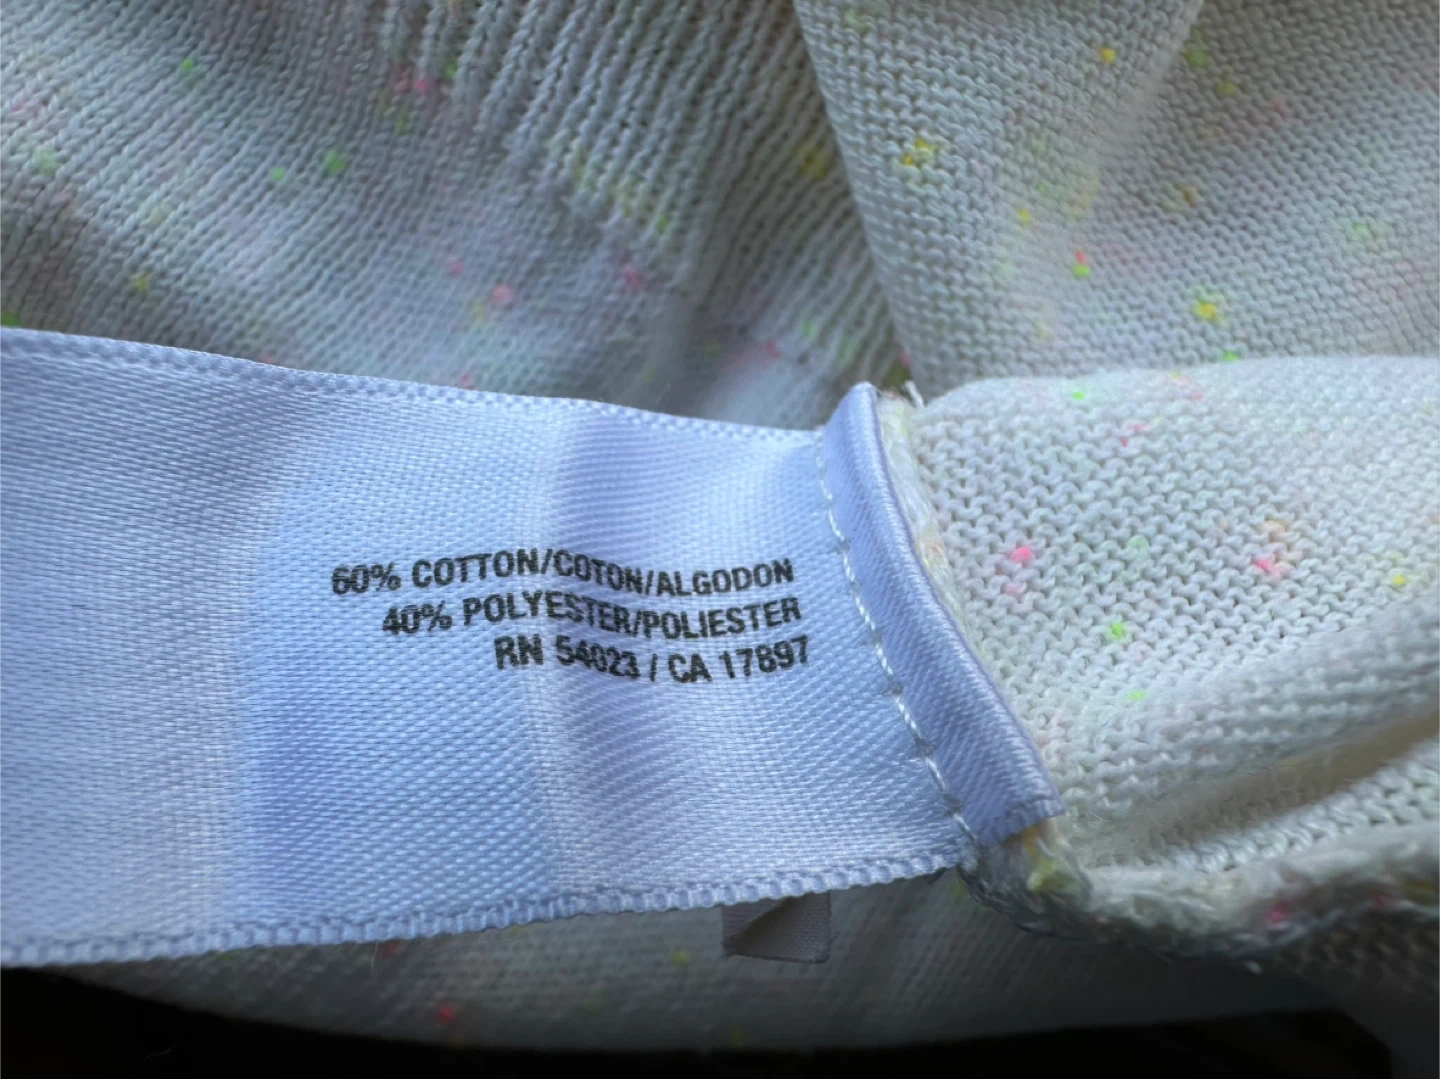 60% COTTON/COTON/ALGODON
40% POLYESTER/POLIESTER
RN 54023 / CA 17897